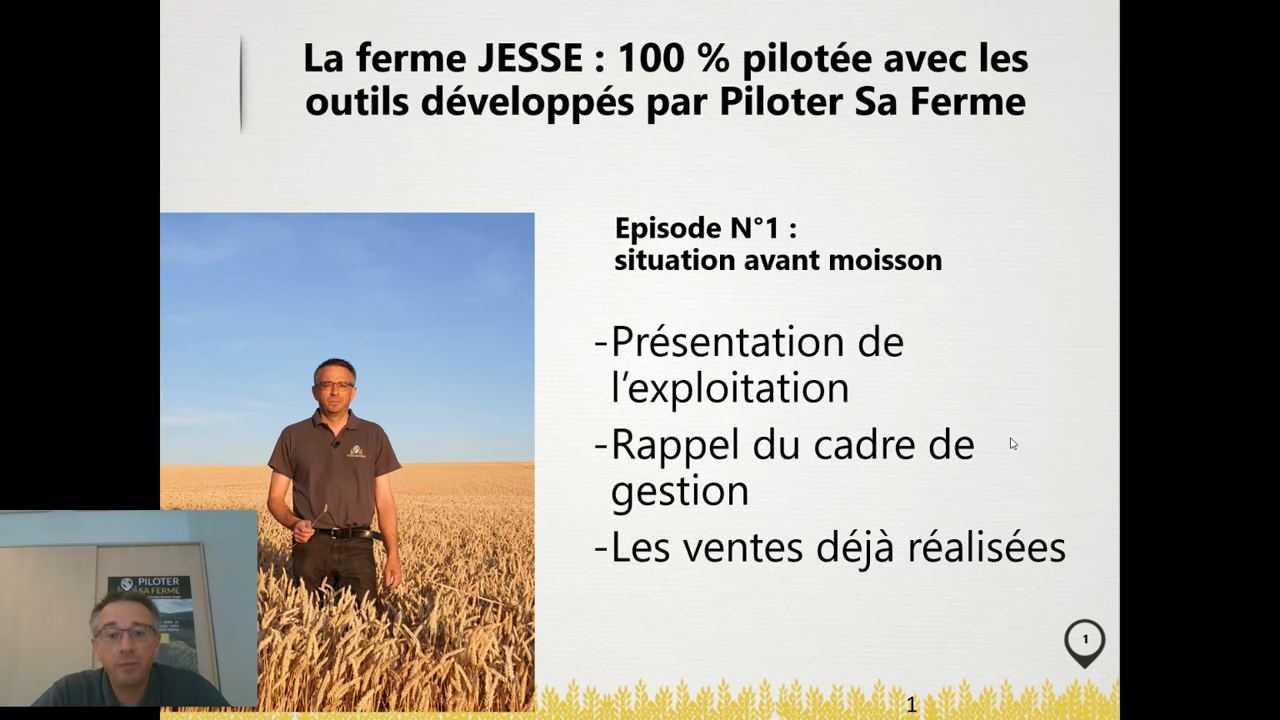 La ferme JESSE : 100 % pilotée avec les
outils développés par Piloter Sa Ferme
Episode N°1 :
situation avant moisson
-Présentation de
l’exploitation
-Rappel du cadre de
gestion
-Les ventes déjà réalisées
PILOTER
SA FERME
1
1